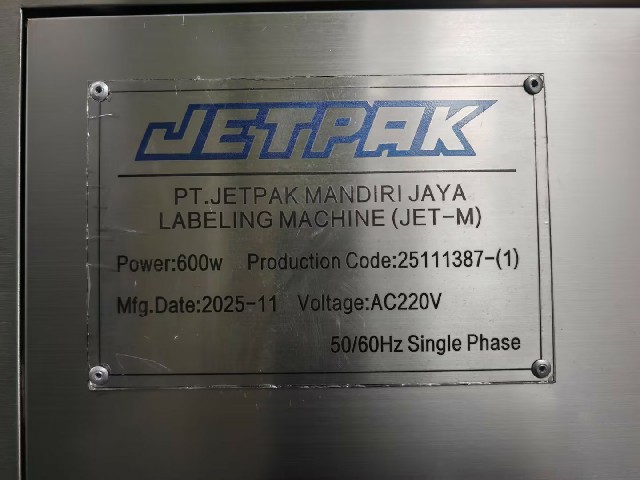 JETPAK
PT.JETPAK MANDIRI JAYA
LABELING MACHINE (JET-M)
Power:600w Production Code:25111387-(1)
Mfg.Date:2025-11 Voltage:AC220V
50/60Hz Single Phase